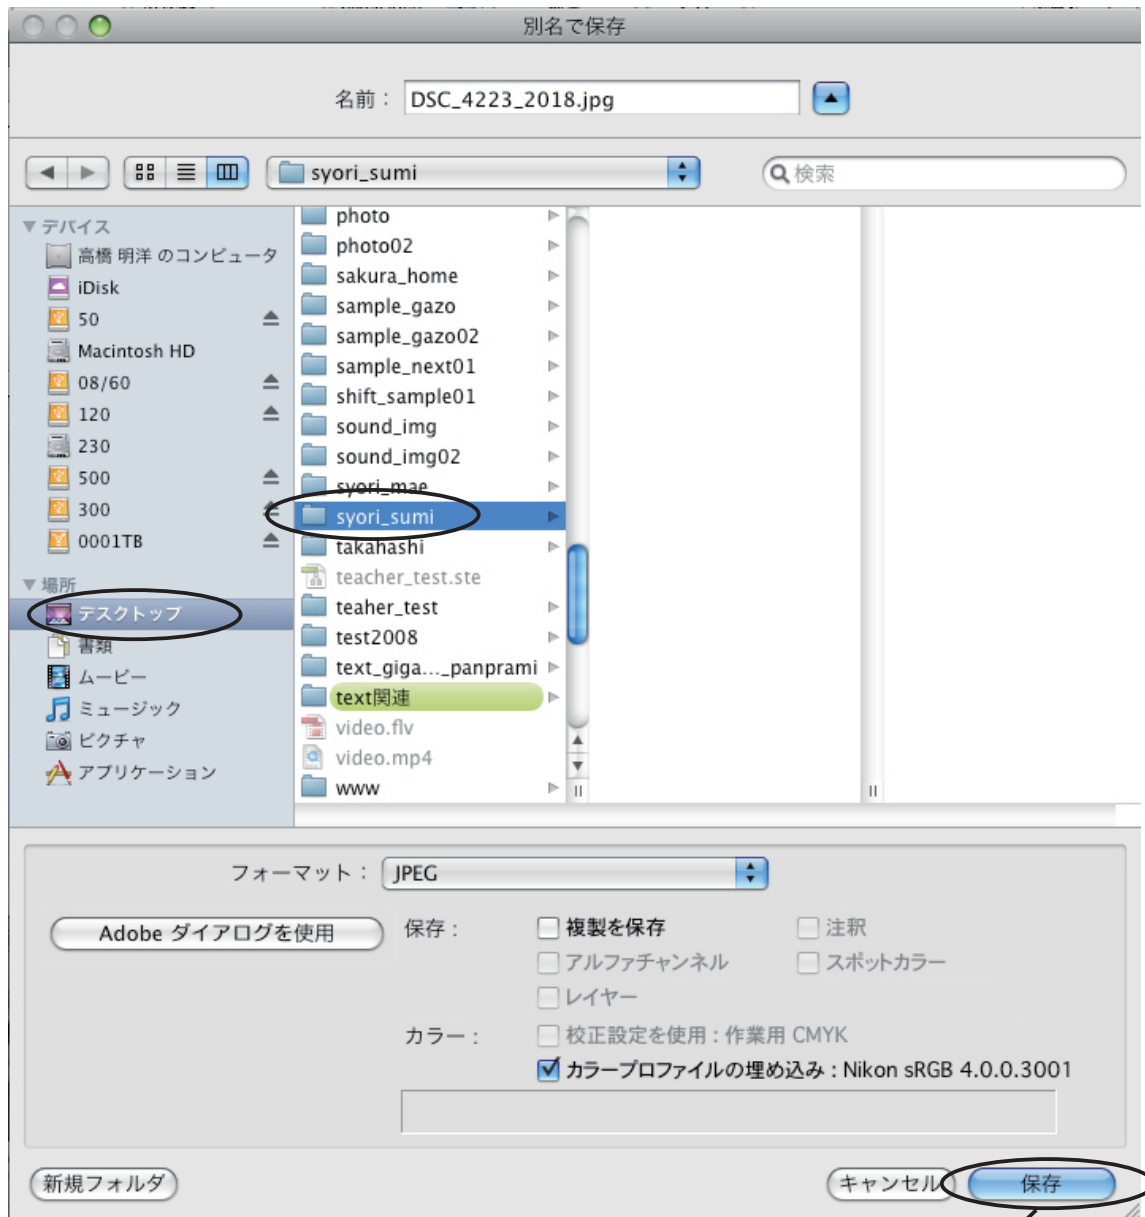 別名で保存
名前：
DSC_4223_2018.jpg
syori_sumi
検索
デバイス
高橋 明洋 のコンピュータ
iDisk
50
Macintosh HD
08/60
120
230
500
300
0001TB
場所
デスクトップ
書類
ムービー
ミュージック
ピクチャ
アプリケーション
photo
photo02
sakura_home
sample_gazo
sample_gazo02
sample_next01
shift_sample01
sound_img
sound_img02
syori_mae
syori_sumi
takahashi
teacher_test.ste
teaher_test
test2008
text_giga..._panprami
text関連
video.flv
video.mp4
www
フォーマット：
JPEG
Adobe ダイアログを使用
保存：
複製を保存
注釈
アルファチャンネル
スポットカラー
レイヤー
カラー：
校正設定を使用：作業用 CMYK
カラープロファイルの埋め込み：Nikon sRGB 4.0.0.3001
新規フォルダ
キャンセル
保存